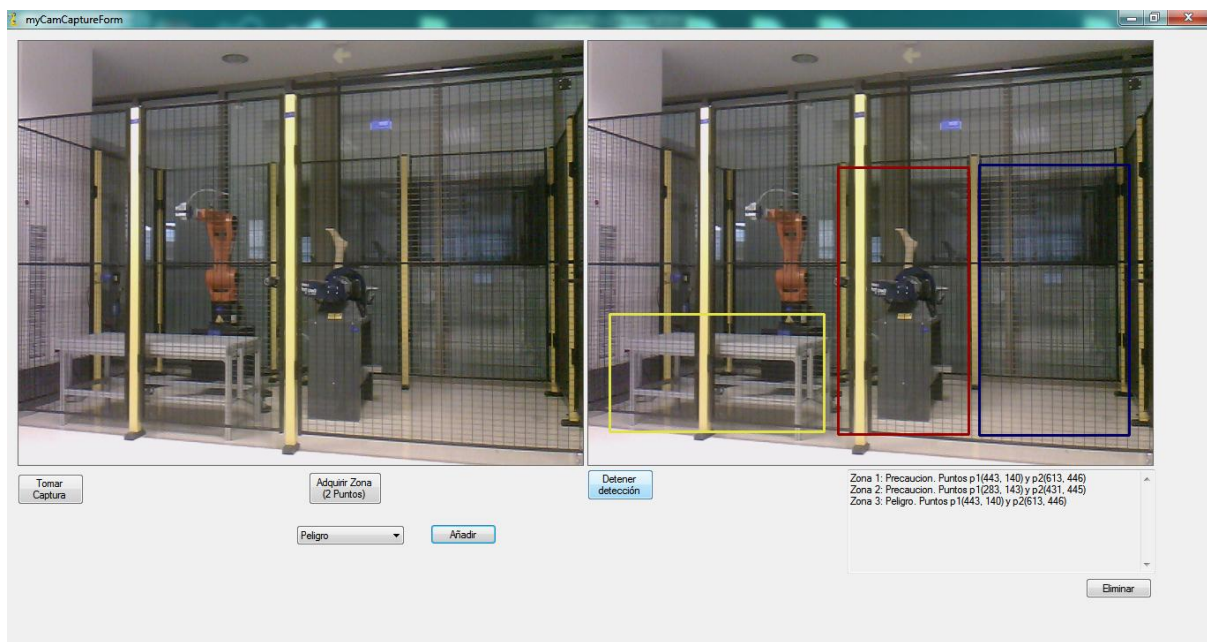 myCamCaptureForm
Tomar
Captura
Adquirir Zona
(2 Puntos)
Detener
detección
Zona 1: Precaucion. Puntos p1(443, 140) y p2(613, 446)
Zona 2: Precaucion. Puntos p1(283, 143) y p2(431, 445)
Zona 3: Peligro. Puntos p1(443, 140) y p2(613, 446)
Peligro
Añadir
Eliminar